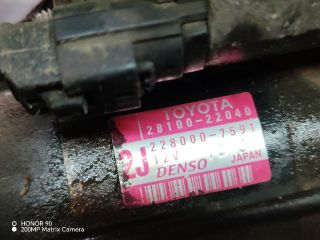 TOYOTA
28100-22040
2J
228000-7591
12V
DENSO JAPAN
HONOR 90
200MP Matrix Camera